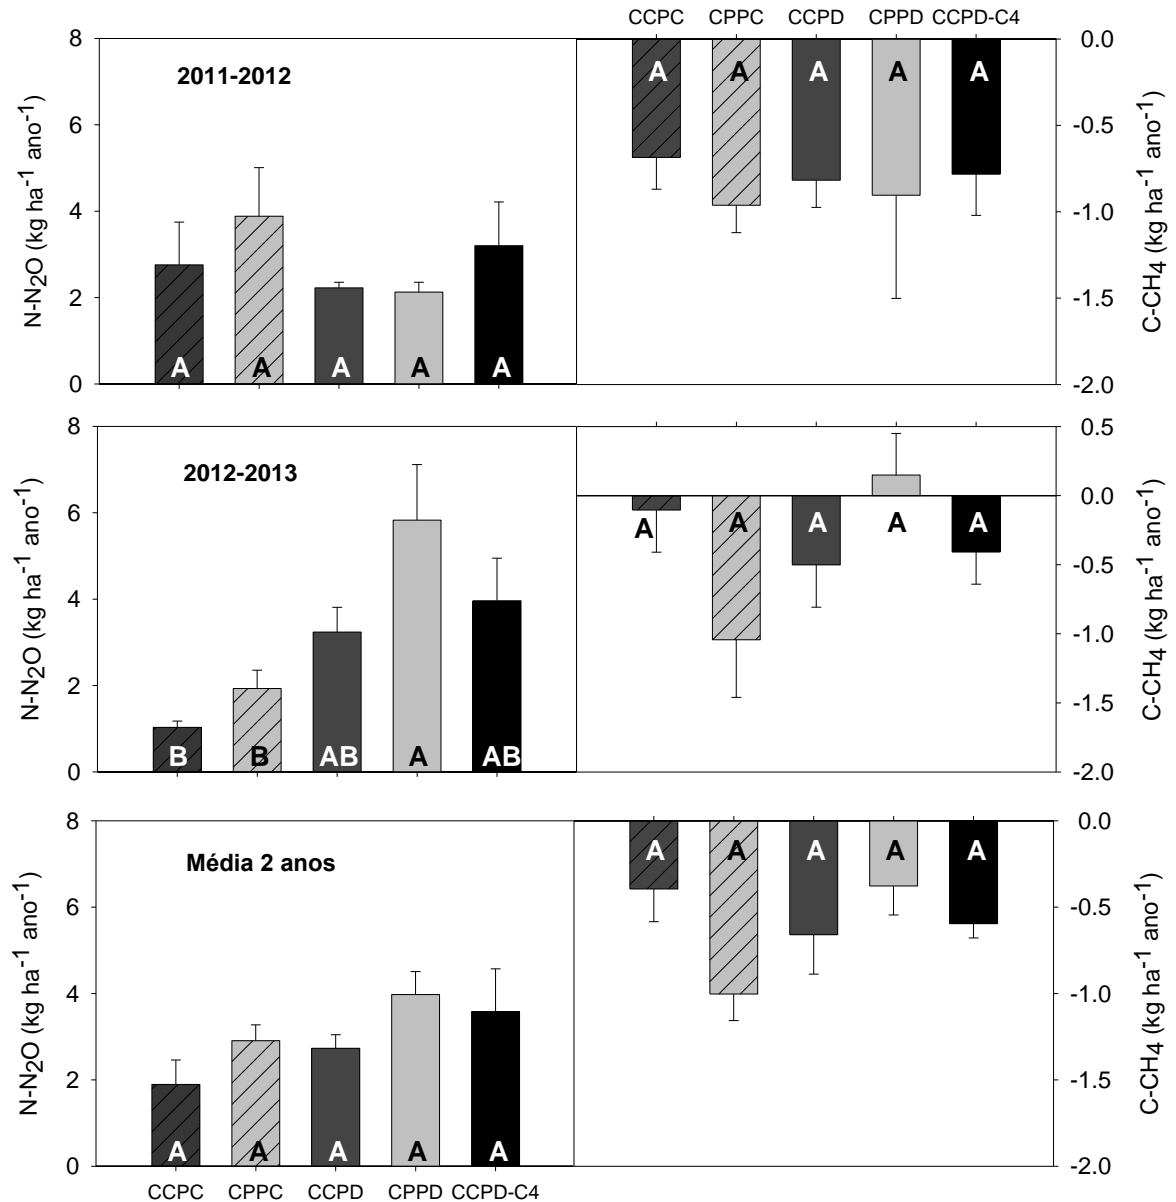 CCPC CPPC CCPD CPPD CCPD-C4
2011-2012
N-N2O (kg ha-1 ano-1)
8
6
4
2
0
A A A A A
A A A A A
0.0
-0.5
-1.0
-1.5
-2.0
C-CH4 (kg ha-1 ano-1)
2012-2013
N-N2O (kg ha-1 ano-1)
8
6
4
2
0
B B AB A AB
A A A A A
0.5
0.0
-0.5
-1.0
-1.5
-2.0
C-CH4 (kg ha-1 ano-1)
Média 2 anos
N-N2O (kg ha-1 ano-1)
8
6
4
2
0
A A A A A
A A A A A
0.0
-0.5
-1.0
-1.5
-2.0
C-CH4 (kg ha-1 ano-1)
CCPC CPPC CCPD CPPD CCPD-C4